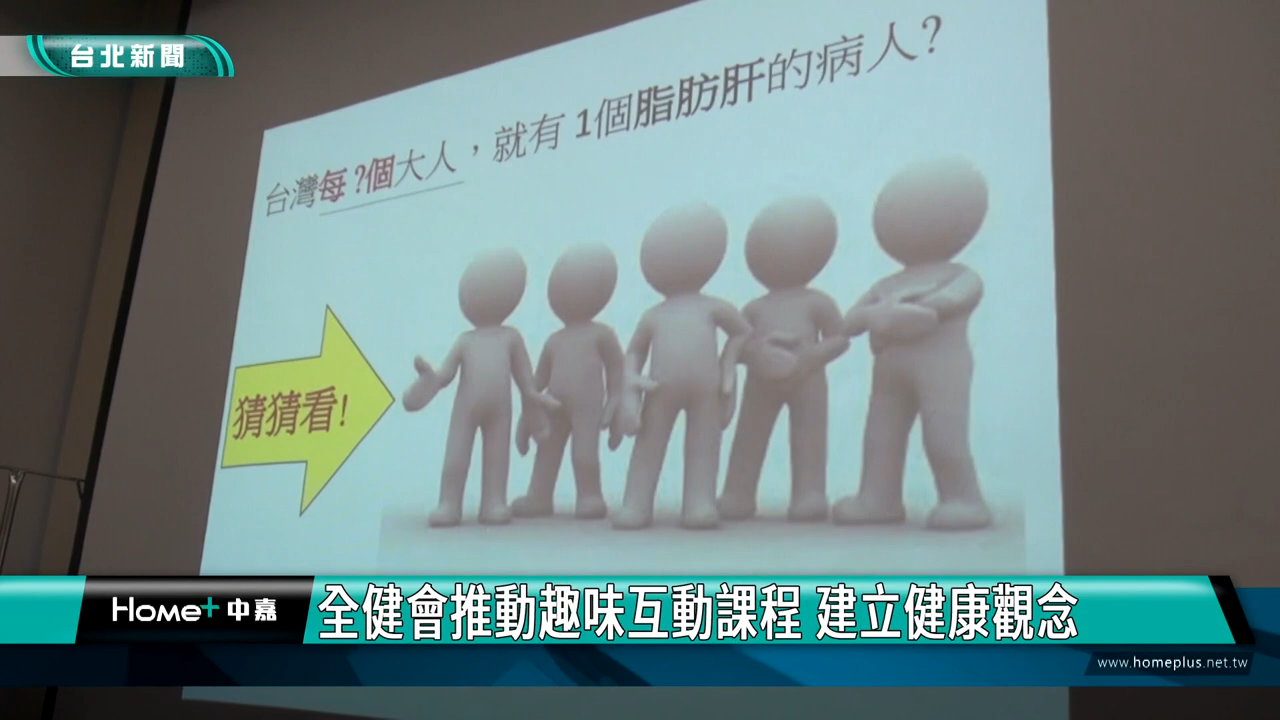 台北新聞
台灣每?個大人，就有1個脂肪肝的病人?
猜猜看!
Home+中嘉
全健會推動趣味互動課程 建立健康觀念
www.homeplus.net.tw